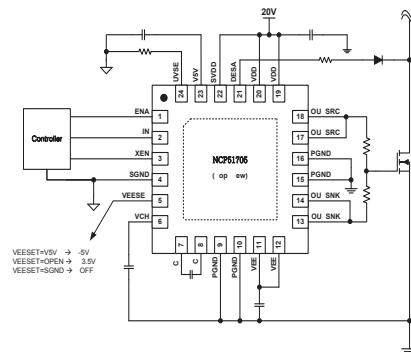 20V
UVSE
V5V
SVDD
DESA
VDD
VDD
24
23
22
21
20
19
ENA
1
IN
2
XEN
3
SGND
4
VEESE
5
VCH
6
Controller
NCP51705
( op ew)
18
OU SRC
17
OU SRC
16
PGND
15
PGND
14
OU SNK
13
OU SNK
7
8
9
10
11
12
C
C
PGND
PGND
VEE
VEE
VEESET=V5V → -5V
VEESET=OPEN → 3.5V
VEESET=SGND → OFF